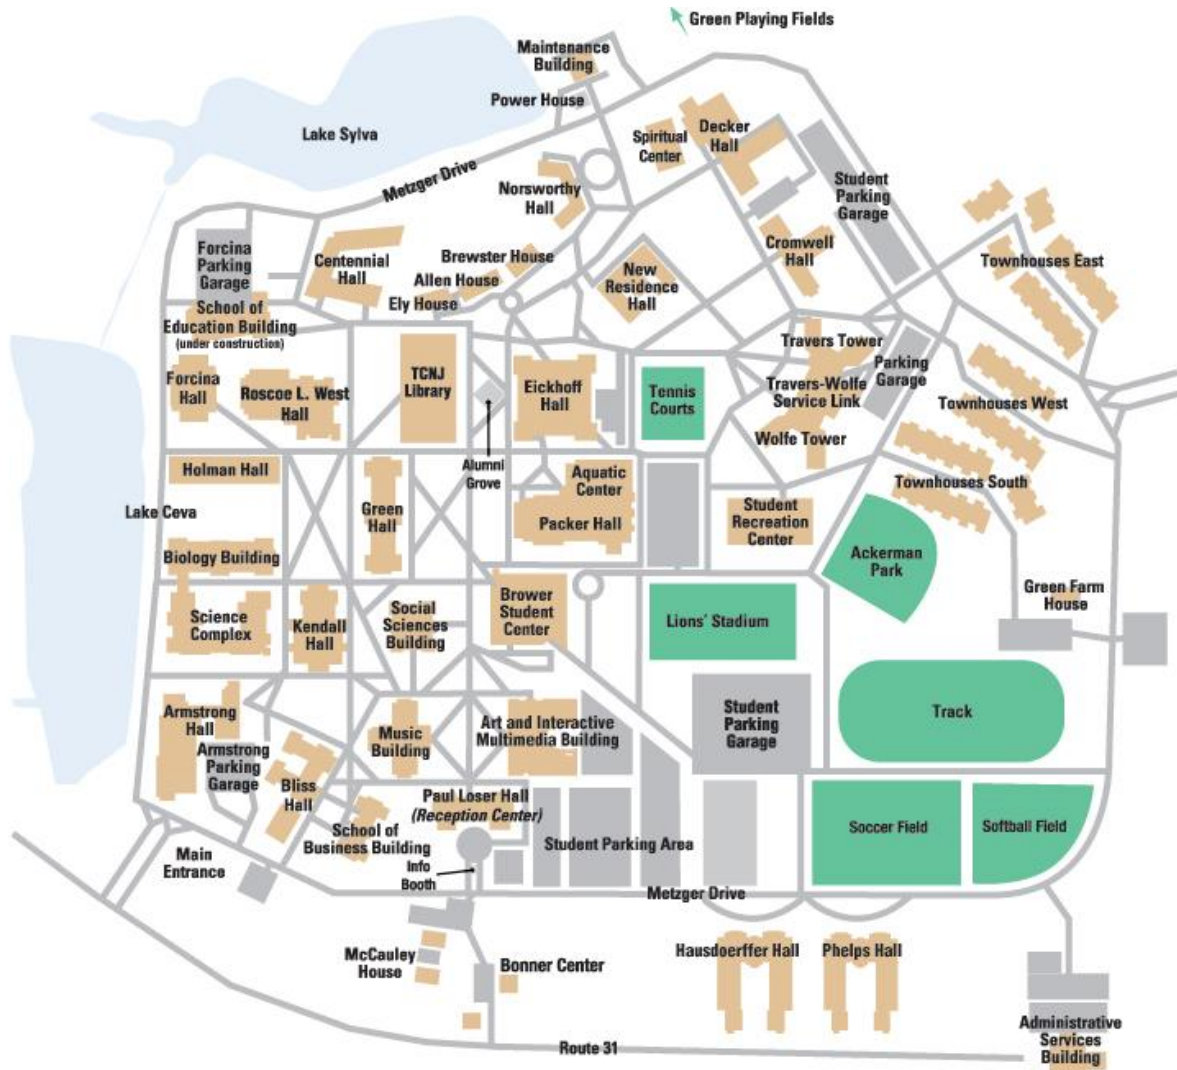 Green Playing Fields
Maintenance
Building
Power House
Lake Sylva
Spiritual
Center
Decker
Hall
Metzger Drive
Norsworthy
Hall
Student
Parking
Garage
Forcina
Parking
Garage
Centennial
Hall
Brewster House
Allen House
Ely House
New
Residence
Hall
Cromwell
Hall
Townhouses East
School of
Education Building
(under construction)
Travers Tower
Parking
Garage
Forcina
Hall
Roscoe L. West
Hall
TCNJ
Library
Eickhoff
Hall
Tennis
Courts
Travers-Wolfe
Service Link
Townhouses West
Wolfe Tower
Holman Hall
Alumni
Grove
Aquatic
Center
Townhouses South
Lake Ceva
Green
Hall
Packer Hall
Student
Recreation
Center
Ackerman
Park
Biology Building
Green Farm
House
Science
Complex
Kendall
Hall
Social
Sciences
Building
Brower
Student
Center
Lions' Stadium
Armstrong
Hall
Armstrong
Parking
Garage
Music
Building
Art and Interactive
Multimedia Building
Student
Parking
Garage
Track
Bliss
Hall
Paul Loser Hall
(Reception Center)
School of
Business Building
Student Parking Area
Soccer Field
Softball Field
Main
Entrance
Info
Booth
Metzger Drive
McCauley
House
Bonner Center
Hausdoerffer Hall
Phelps Hall
Administrative
Services
Building
Route 31